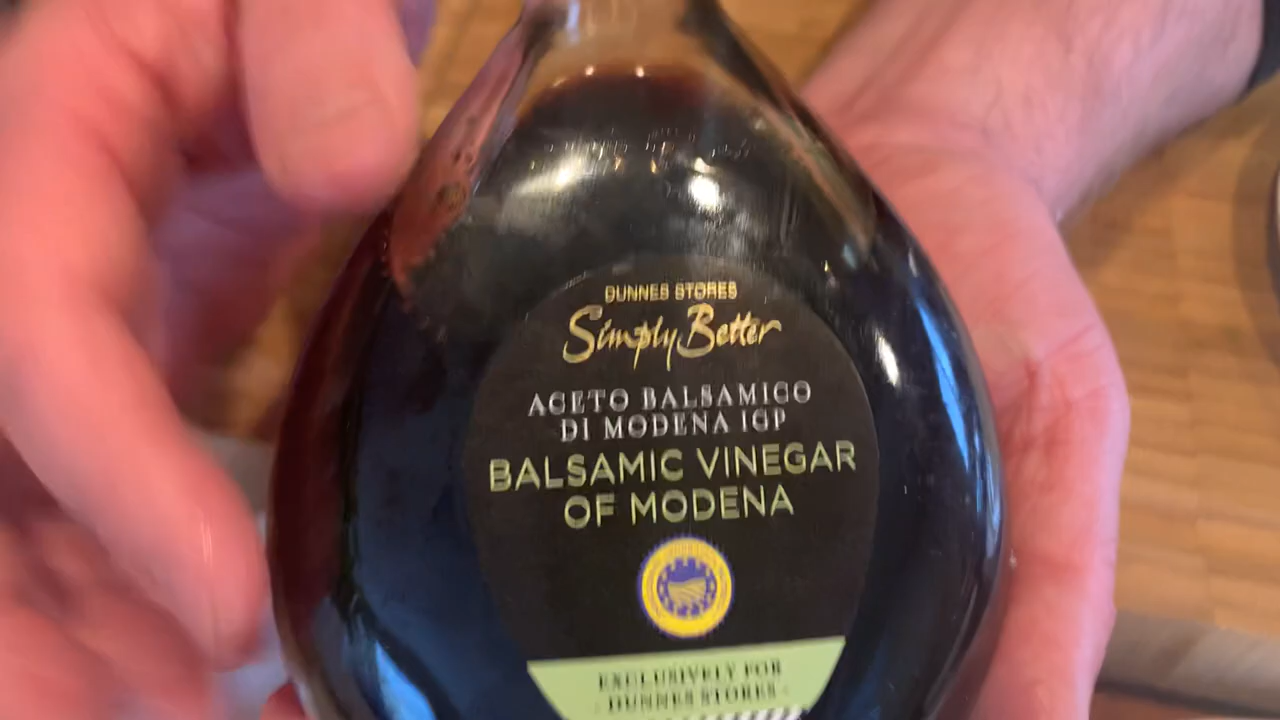 DUNNES STORES
Simply Better
ACETO BALSAMICO
DI MODENA IGP
BALSAMIC VINEGAR
OF MODENA
EXCLUSIVELY FOR
- DUNNES STORES -